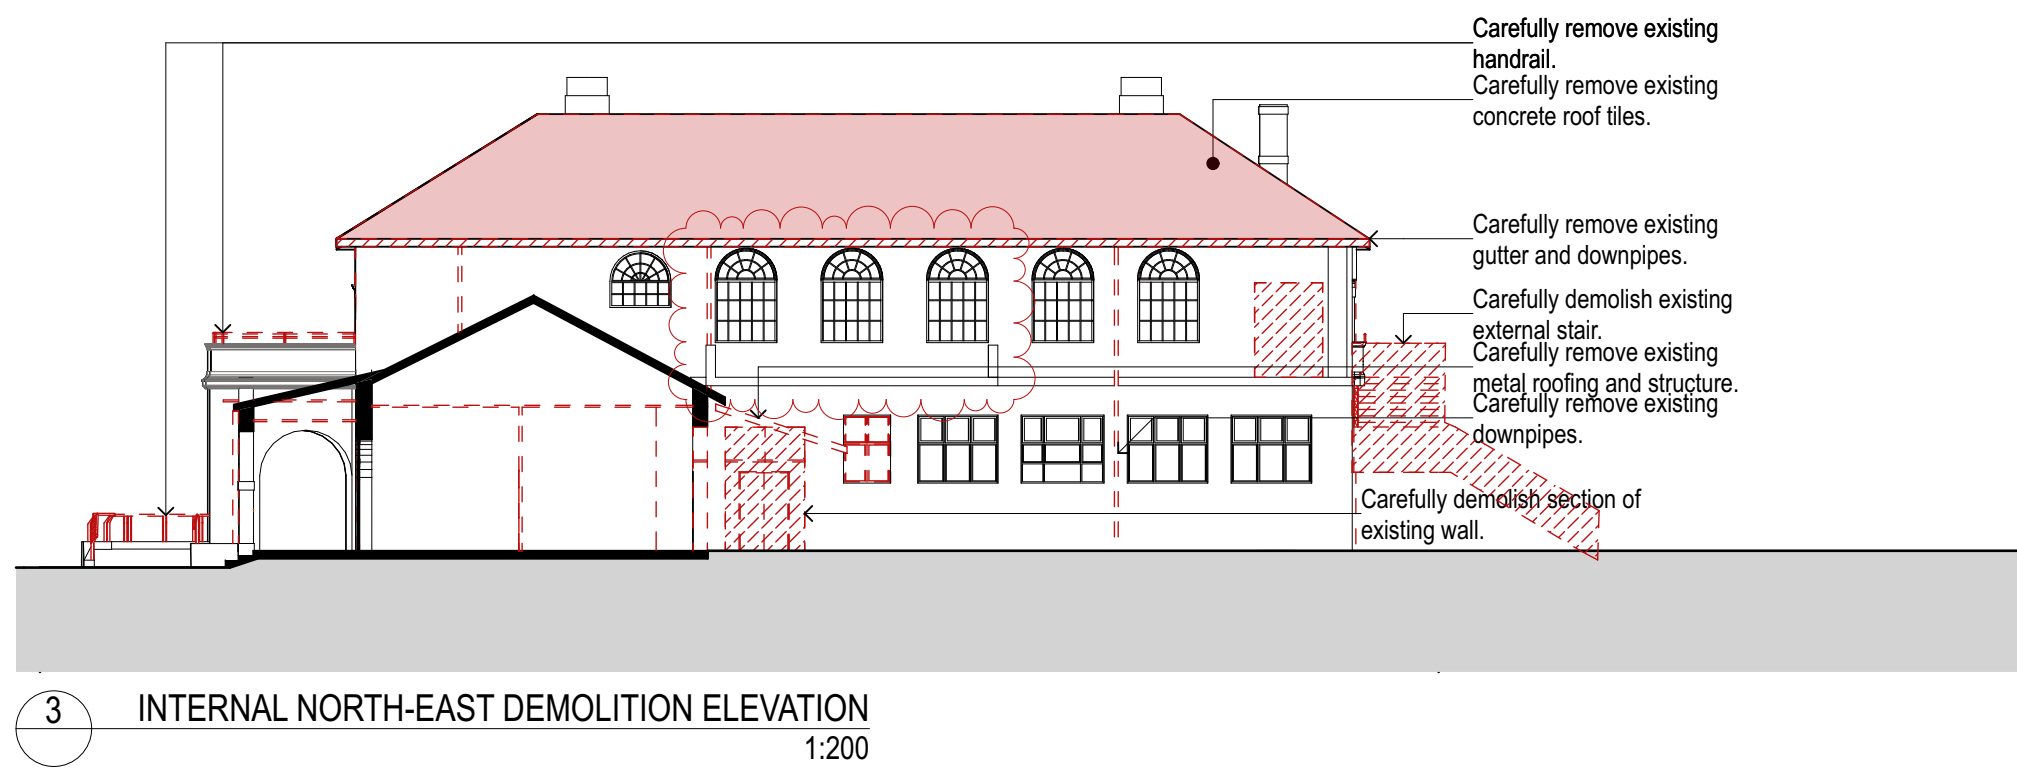 Carefully remove existing
handrail.
Carefully remove existing
concrete roof tiles.
Carefully remove existing
gutter and downpipes.
Carefully demolish existing
external stair.
Carefully remove existing
metal roofing and structure.
Carefully remove existing
downpipes.
Carefully demolish section of
existing wall.
3
INTERNAL NORTH-EAST DEMOLITION ELEVATION
1:200